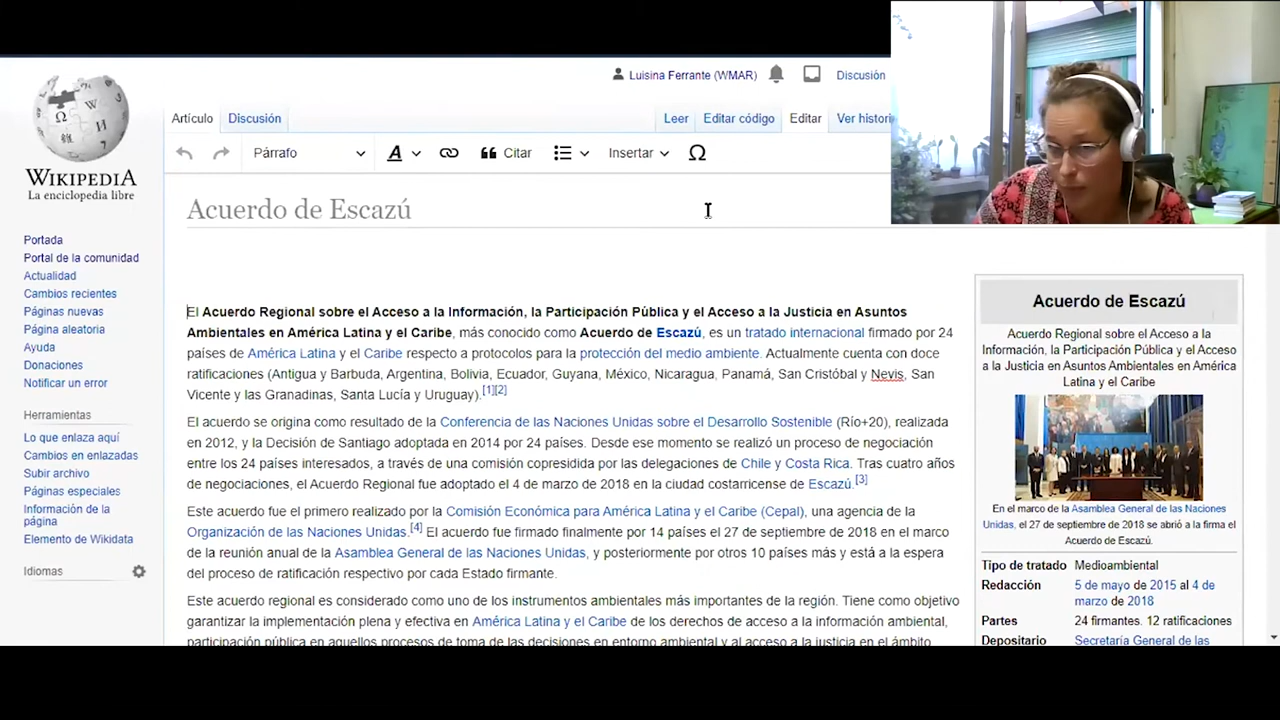 Luisina Ferrante (WMAR) Discusión
Artículo Discusión Leer Editar código Editar Ver histori
Párrafo A Citar Insertar Ω
WIKIPEDIA
La enciclopedia libre
Portada
Portal de la comunidad
Actualidad
Cambios recientes
Páginas nuevas
Página aleatoria
Ayuda
Donaciones
Notificar un error
Herramientas
Lo que enlaza aquí
Cambios en enlazadas
Subir archivo
Páginas especiales
Información de la
página
Elemento de Wikidata
Idiomas
Acuerdo de Escazú
El Acuerdo Regional sobre el Acceso a la Información, la Participación Pública y el Acceso a la Justicia en Asuntos
Ambientales en América Latina y el Caribe, más conocido como Acuerdo de Escazú, es un tratado internacional firmado por 24
países de América Latina y el Caribe respecto a protocolos para la protección del medio ambiente. Actualmente cuenta con doce
ratificaciones (Antigua y Barbuda, Argentina, Bolivia, Ecuador, Guyana, México, Nicaragua, Panamá, San Cristóbal y Nevis, San
Vicente y las Granadinas, Santa Lucía y Uruguay).[1][2]
El acuerdo se origina como resultado de la Conferencia de las Naciones Unidas sobre el Desarrollo Sostenible (Río+20), realizada
en 2012, y la Decisión de Santiago adoptada en 2014 por 24 países. Desde ese momento se realizó un proceso de negociación
entre los 24 países interesados, a través de una comisión copresidida por las delegaciones de Chile y Costa Rica. Tras cuatro años
de negociaciones, el Acuerdo Regional fue adoptado el 4 de marzo de 2018 en la ciudad costarricense de Escazú.[3]
Este acuerdo fue el primero realizado por la Comisión Económica para América Latina y el Caribe (Cepal), una agencia de la
Organización de las Naciones Unidas.[4] El acuerdo fue firmado finalmente por 14 países el 27 de septiembre de 2018 en el marco
de la reunión anual de la Asamblea General de las Naciones Unidas, y posteriormente por otros 10 países más y está a la espera
del proceso de ratificación respectivo por cada Estado firmante.
Este acuerdo regional es considerado como uno de los instrumentos ambientales más importantes de la región. Tiene como objetivo
garantizar la implementación plena y efectiva en América Latina y el Caribe de los derechos de acceso a la información ambiental,
participación pública en aquellos procesos de toma de las decisiones en entorno ambiental y al acceso a la justicia en el ámbito
Acuerdo de Escazú
Acuerdo Regional sobre el Acceso a la
Información, la Participación Pública y el Acceso
a la Justicia en Asuntos Ambientales en América
Latina y el Caribe
En el marco de la Asamblea General de las Naciones
Unidas, el 27 de septiembre de 2018 se abrió a la firma el
Acuerdo de Escazú.
Tipo de tratado Medioambiental
Redacción 5 de mayo de 2015 al 4 de
marzo de 2018
Partes 24 firmantes. 12 ratificaciones
Depositario Secretaría General de las